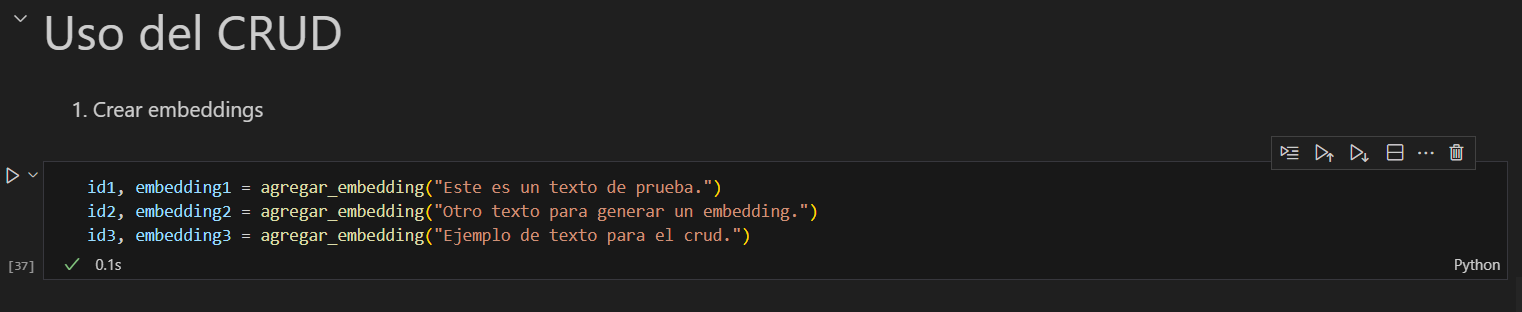 Uso del CRUD
1. Crear embeddings
id1, embedding1 = agregar_embedding("Este es un texto de prueba.")
id2, embedding2 = agregar_embedding("Otro texto para generar un embedding.")
id3, embedding3 = agregar_embedding("Ejemplo de texto para el crud.")
[37] 0.1s Python